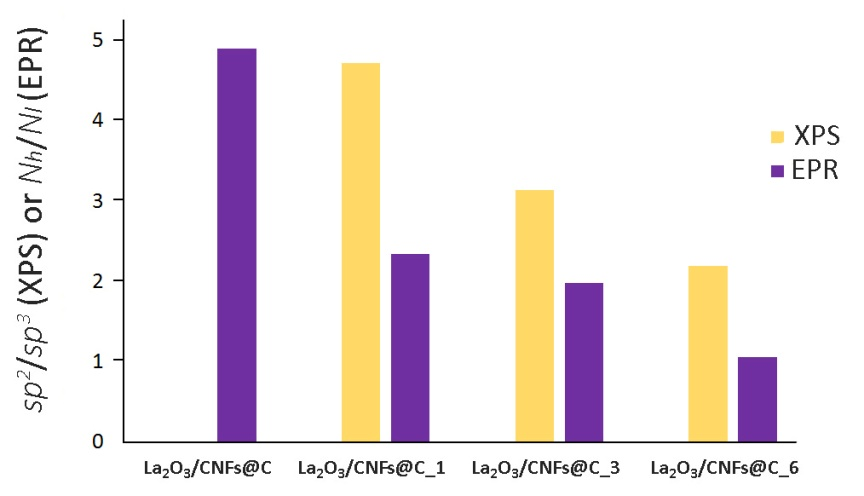 sp²/sp³ (XPS) or Nh/Nl (EPR)
5
4
3
2
1
0
XPS
EPR
La₂O₃/CNFs@C La₂O₃/CNFs@C_1 La₂O₃/CNFs@C_3 La₂O₃/CNFs@C_6